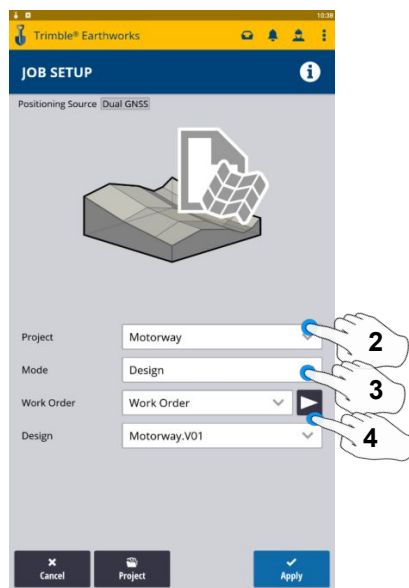 10:38
Trimble® Earthworks
JOB SETUP
Positioning Source Dual GNSS
Project Motorway
2
Mode Design
3
Work Order Work Order
4
Design Motorway.V01
Cancel Project Apply